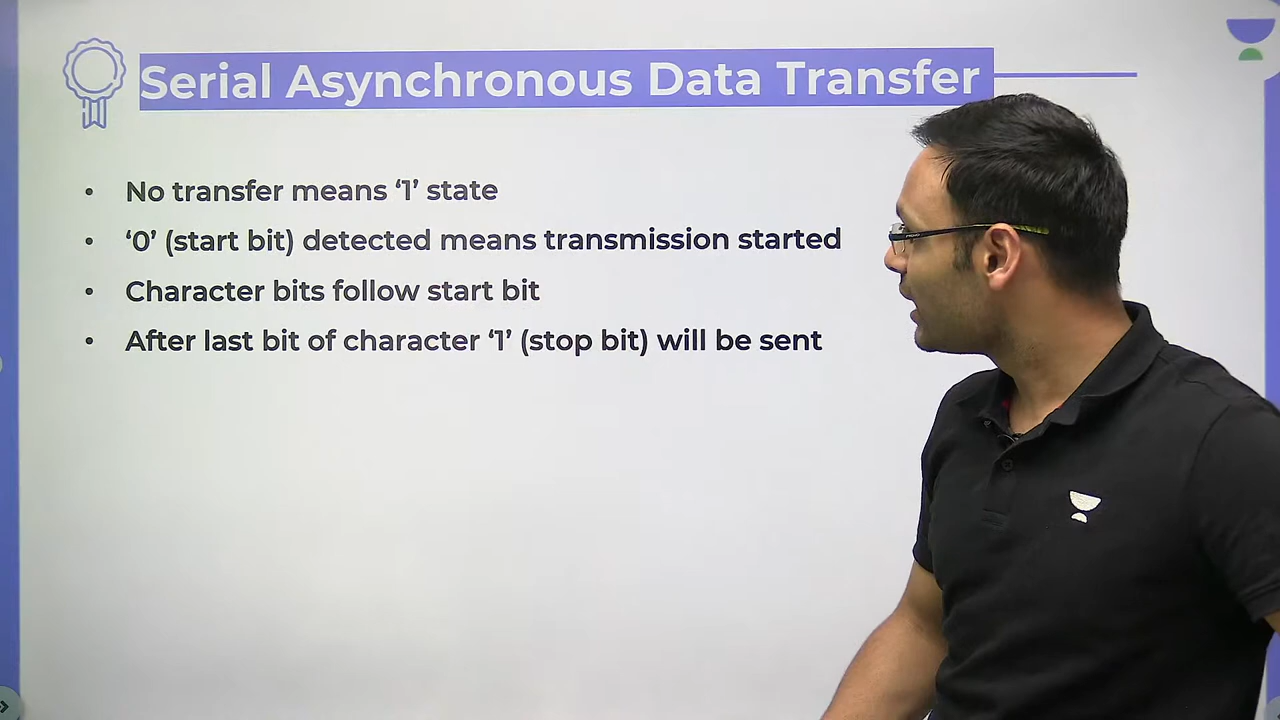 Serial Asynchronous Data Transfer
• No transfer means ‘1’ state
• ‘0’ (start bit) detected means transmission started
• Character bits follow start bit
• After last bit of character ‘1’ (stop bit) will be sent